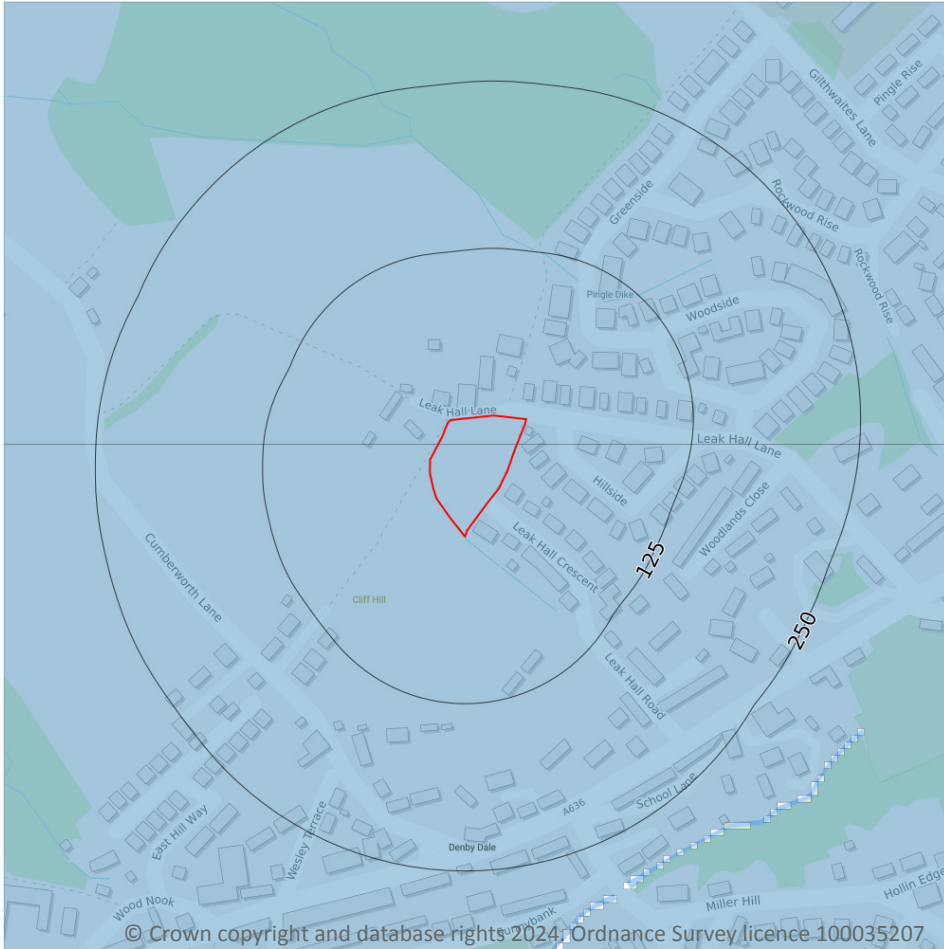 Gilthwaites Lane
Pingle Rise
Greenside
Rockwood Rise
Rockwood Rise
Pingle Dike
Woodside
Leak Hall Lane
Leak Hall Lane
Hillside
Woodlands Close
Leak Hall Crescent
125
Cumberworth Lane
Cliff Hill
250
Leak Hall Road
School Lane
A636
East Hill Way
Wesley Terrace
Denby Dale
Wood Nook
Sunnybank
Miller Hill
Hollin Edge
© Crown copyright and database rights 2024, Ordnance Survey licence 100035207